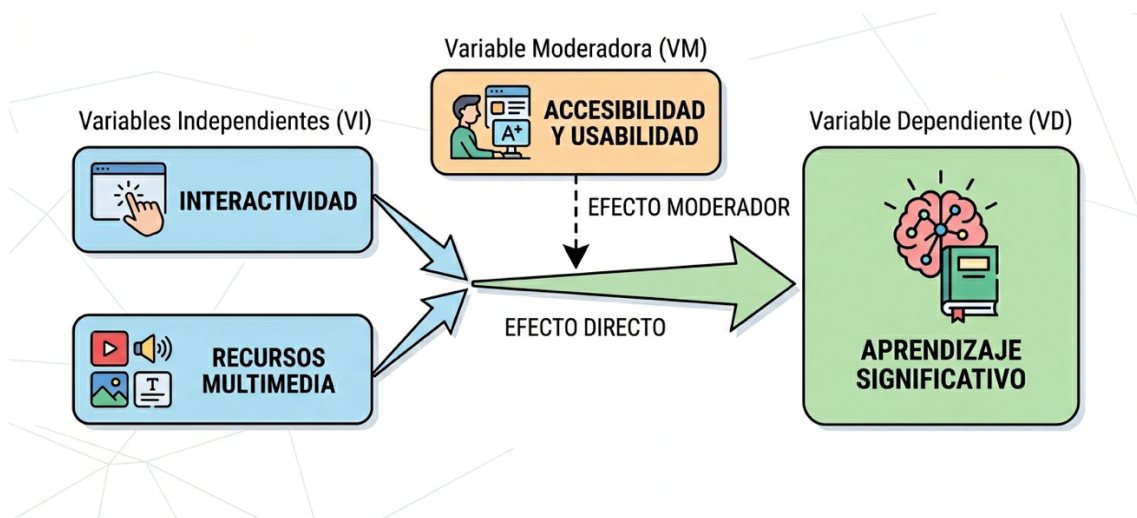 Variable Moderadora (VM)
A+
ACCESIBILIDAD
Y USABILIDAD
Variables Independientes (VI)
INTERACTIVIDAD
T
RECURSOS
MULTIMEDIA
EFECTO MODERADOR
EFECTO DIRECTO
Variable Dependiente (VD)
APRENDIZAJE
SIGNIFICATIVO